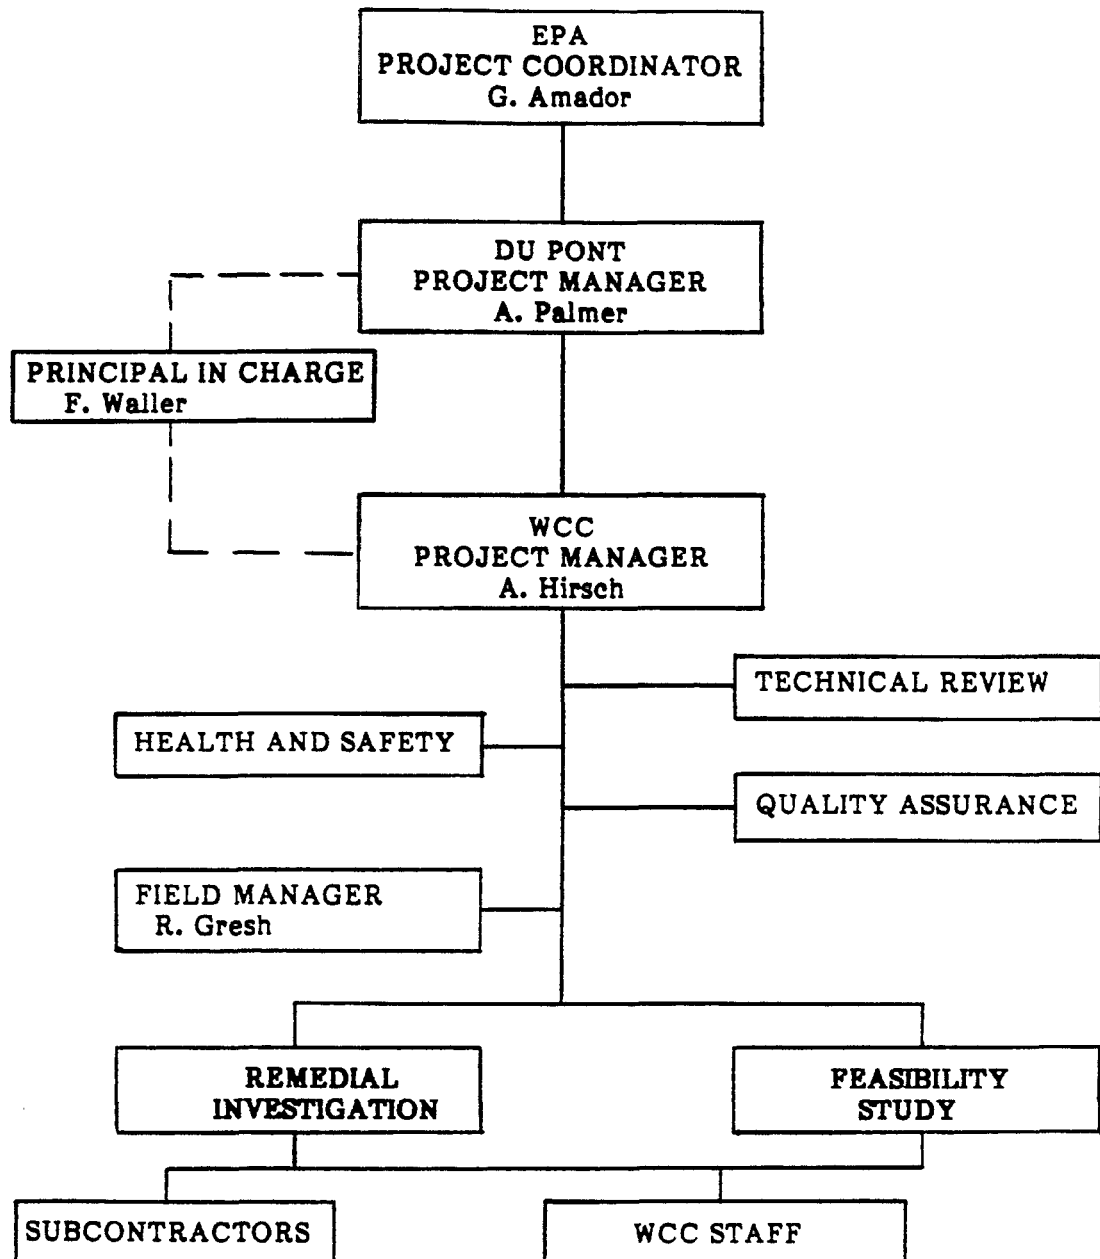 EPA
PROJECT COORDINATOR
G. Amador
DU PONT
PROJECT MANAGER
A. Palmer
PRINCIPAL IN CHARGE
F. Waller
WCC
PROJECT MANAGER
A. Hirsch
TECHNICAL REVIEW
HEALTH AND SAFETY
QUALITY ASSURANCE
FIELD MANAGER
R. Gresh
REMEDIAL
INVESTIGATION
FEASIBILITY
STUDY
SUBCONTRACTORS
WCC STAFF